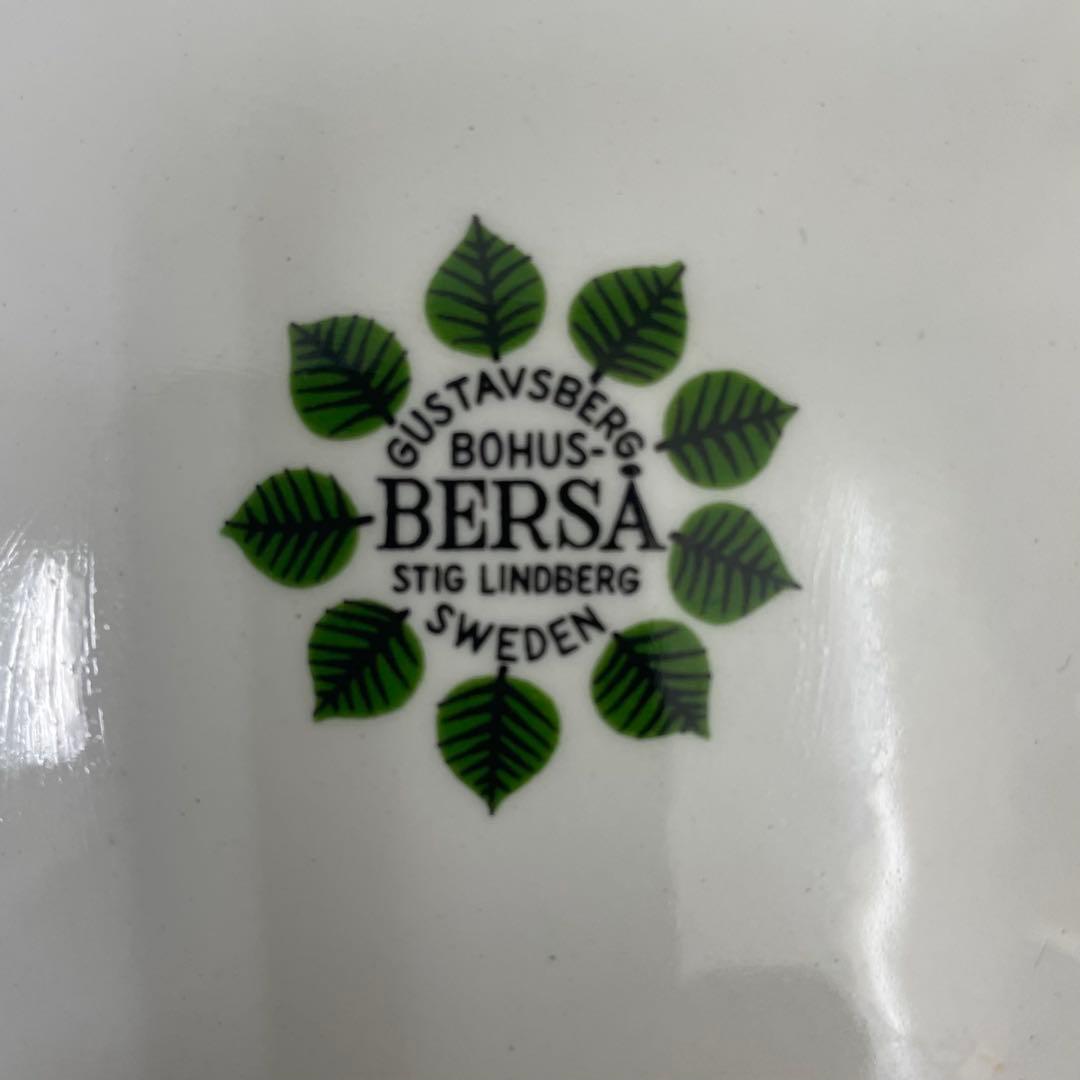 GUSTAVSBERG
BOHUS-
BERSÅ
STIG LINDBERG
SWEDEN